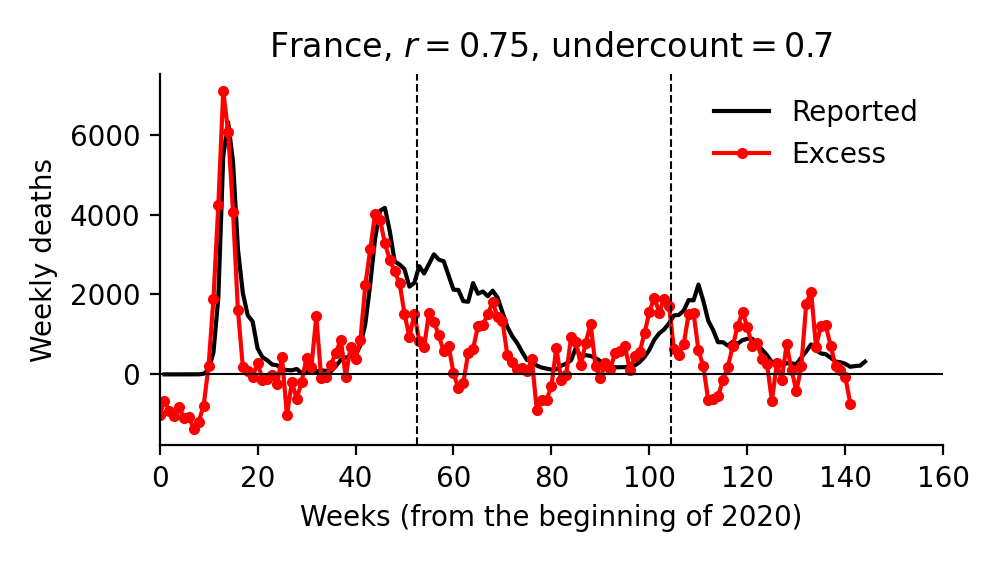 France, r = 0.75, undercount = 0.7
Weekly deaths
6000
4000
2000
0
Reported
Excess
0 20 40 60 80 100 120 140 160
Weeks (from the beginning of 2020)